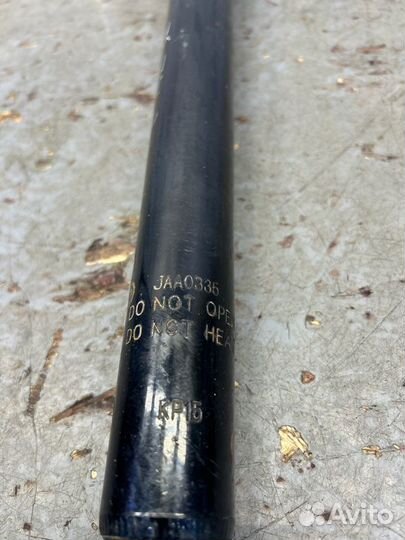 JAA0335
DO NOT OPE
DO NOT HEA
KP15
Avito